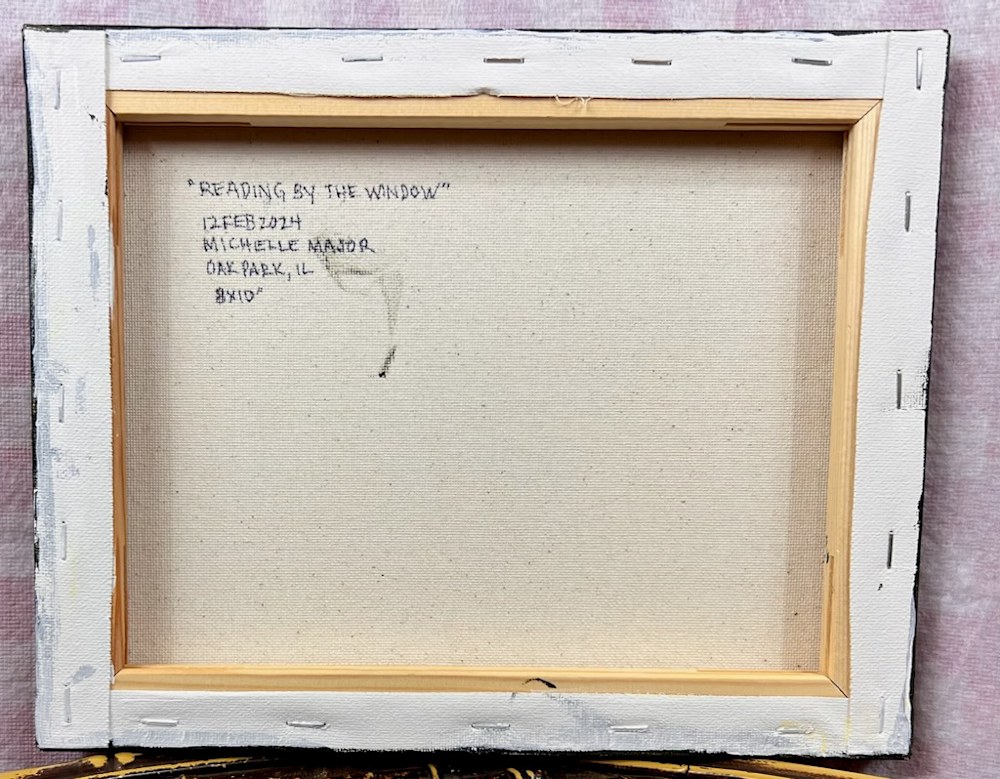 "READING BY THE WINDOW"
12FEB2024
MICHELLE MAJOR
OAK PARK, IL
8X10"